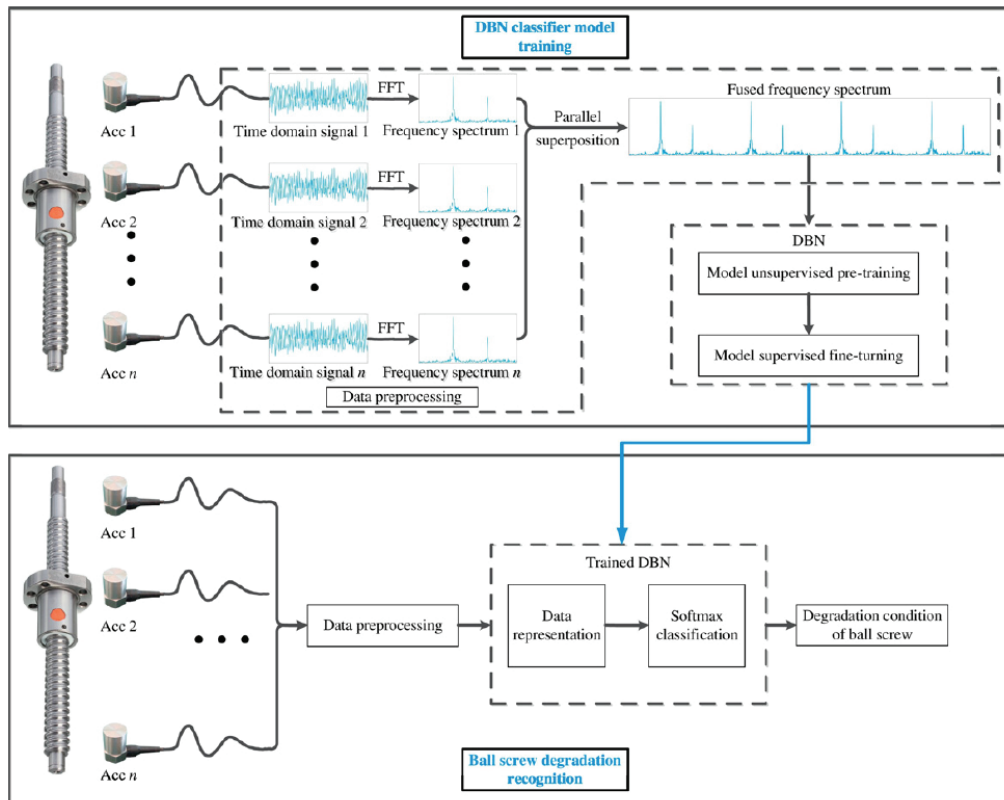 DBN classifier model
training
Acc 1
Time domain signal 1
FFT
Frequency spectrum 1
Parallel
superposition
Fused frequency spectrum
Acc 2
Time domain signal 2
FFT
Frequency spectrum 2
Acc n
Time domain signal n
FFT
Frequency spectrum n
Data preprocessing
DBN
Model unsupervised pre-training
Model supervised fine-turning
Acc 1
Acc 2
Acc n
Data preprocessing
Trained DBN
Data
representation
Softmax
classification
Degradation condition
of ball screw
Ball screw degradation
recognition